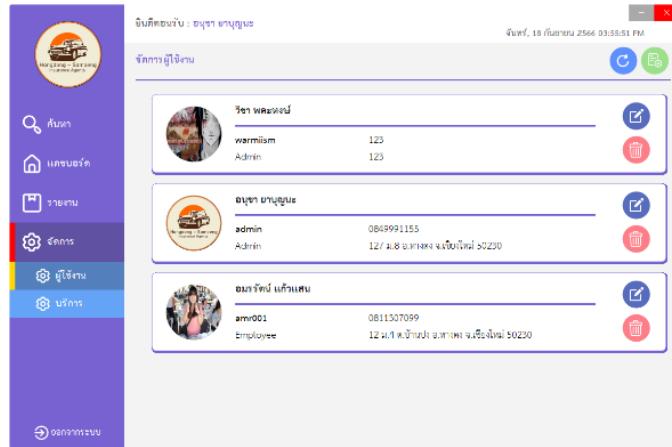 ยินดีตอนรับ : อนุชา ยาบุญนะ
จันทร์, 18 กันยายน 2566 03:55:51 PM
จัดการผู้ใช้งาน
ค้นหา
แดชบอร์ด
รายงาน
จัดการ
ผู้ใช้งาน
บริการ
ออกจากระบบ
วิชา พละหงษ์
warmiism 123
Admin 123
อนุชา ยาบุญนะ
admin 0849991155
Admin 127 ม.8 อ.หางดง จ.เชียงใหม่ 50230
อมรรัตน์ แก้วแสน
amr001 0811507099
Employee 12 ม.1 ต.บ้านปง อ.หางดง จ.เชียงใหม่ 50230